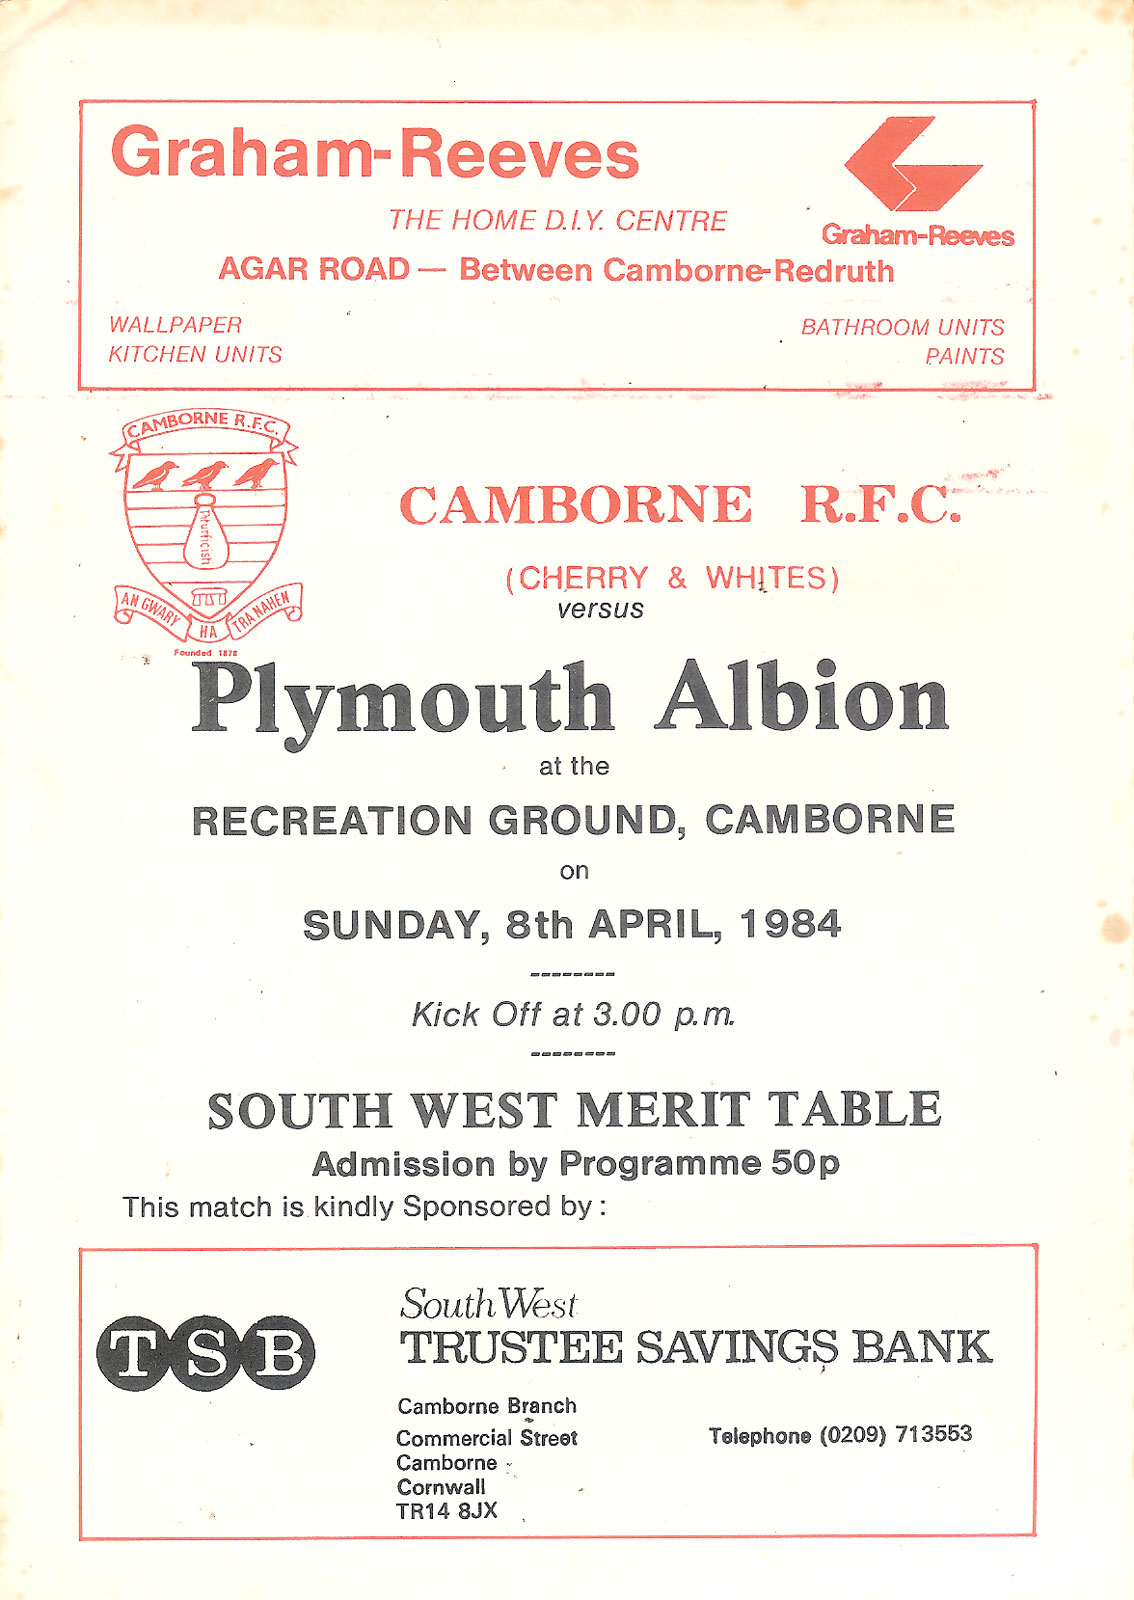 Graham-Reeves
THE HOME D.I.Y. CENTRE
Graham-Reeves
AGAR ROAD — Between Camborne-Redruth
WALLPAPER
KITCHEN UNITS
BATHROOM UNITS
PAINTS
CAMBORNE R.F.C.
AN GWARY
HA
TRA NAHEN
Founded 1878
CAMBORNE R.F.C.
(CHERRY & WHITES)
versus
Plymouth Albion
at the
RECREATION GROUND, CAMBORNE
on
SUNDAY, 8th APRIL, 1984
--------
Kick Off at 3.00 p.m.
--------
SOUTH WEST MERIT TABLE
Admission by Programme 50p
This match is kindly Sponsored by :
TSB
South West
TRUSTEE SAVINGS BANK
Camborne Branch
Commercial Street
Camborne
Cornwall
TR14 8JX
Telephone (0209) 713553